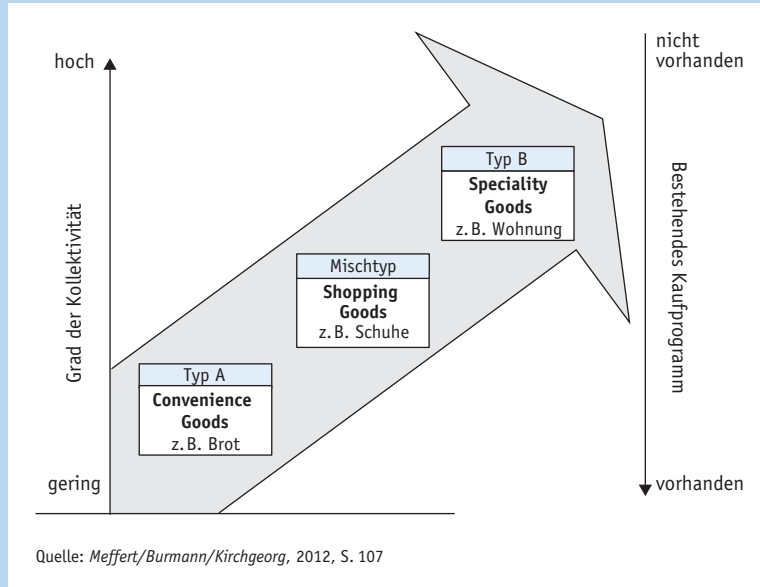 hoch
nicht
vorhanden
Grad der Kollektivität
Typ B
Speciality
Goods
z. B. Wohnung
Bestehendes Kaufprogramm
Mischtyp
Shopping
Goods
z. B. Schuhe
Typ A
Convenience
Goods
z. B. Brot
gering
vorhanden
Quelle: Meffert/Burmann/Kirchgeorg, 2012, S. 107